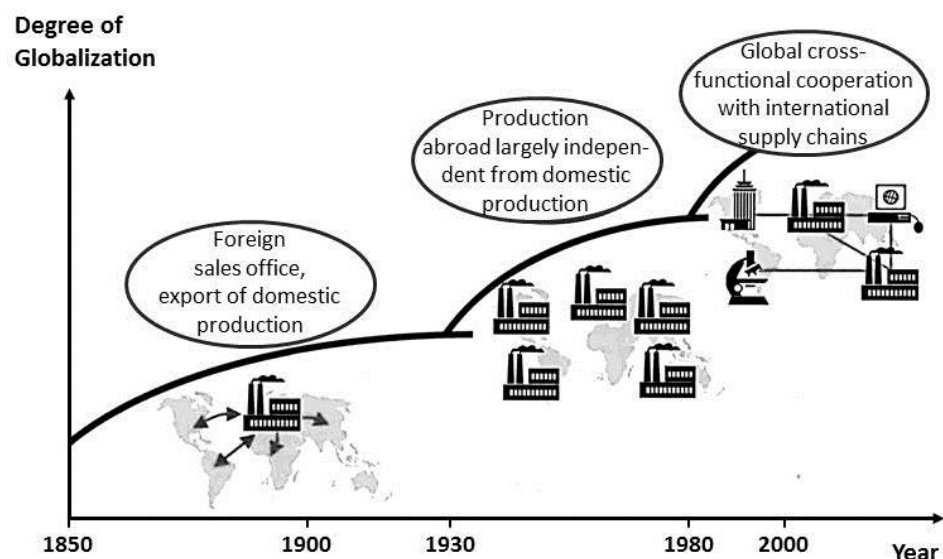 Degree of
Globalization
Global cross-
functional cooperation
with international
supply chains
Production
abroad largely indepen-
dent from domestic
production
Foreign
sales office,
export of domestic
production
1850
1900
1930
1980
2000
Year